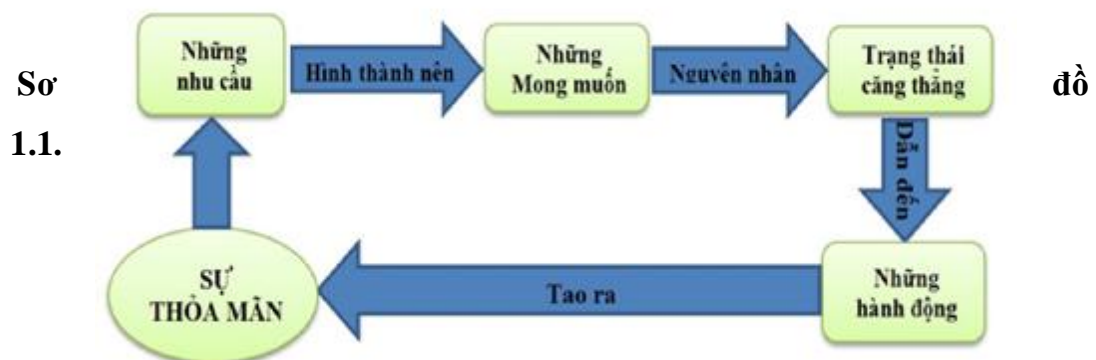 Sơ đồ
1.1.
Những
nhu cầu
Hình thành nên
Những
Mong muốn
Nguyên nhân
Trạng thái
căng thẳng
Dẫn đến
Những
hành động
Tao ra
SỰ
THỎA MÃN